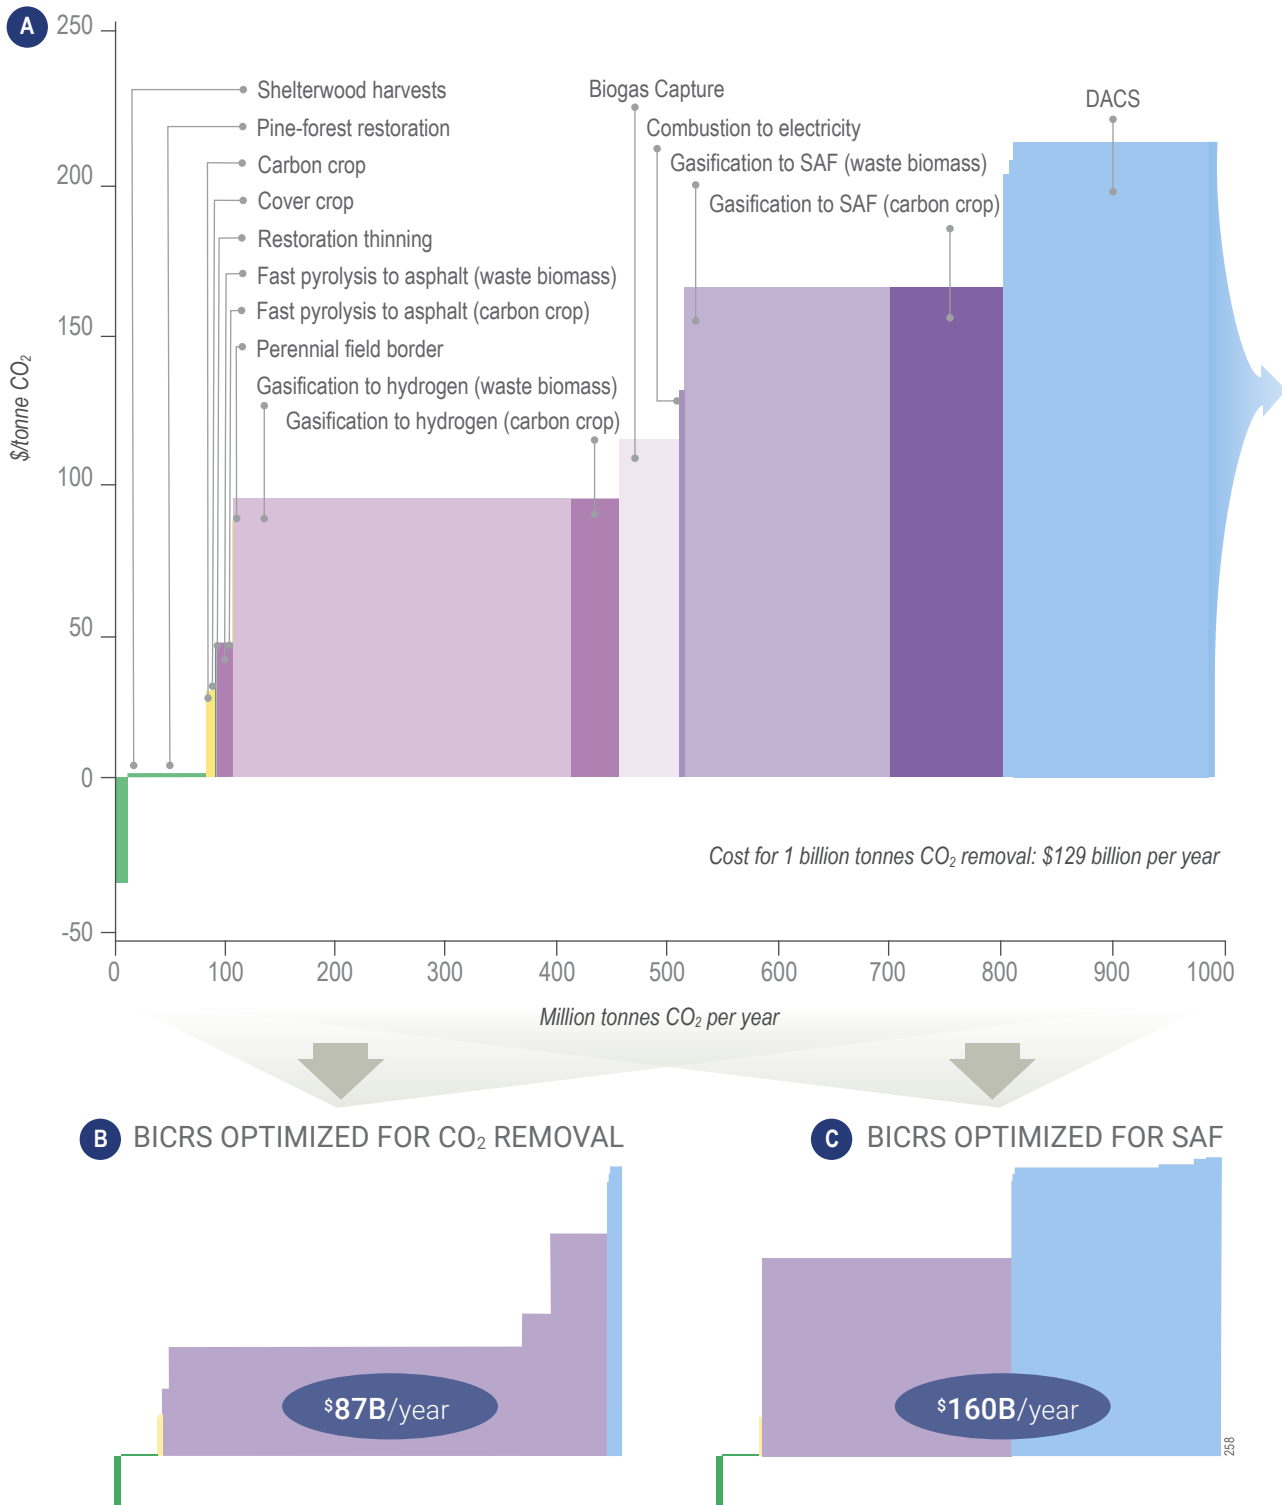 A
250
200
150
100
50
0
-50
$/tonne CO₂
Shelterwood harvests
Pine-forest restoration
Carbon crop
Cover crop
Restoration thinning
Fast pyrolysis to asphalt (waste biomass)
Fast pyrolysis to asphalt (carbon crop)
Perennial field border
Gasification to hydrogen (waste biomass)
Gasification to hydrogen (carbon crop)
Biogas Capture
Combustion to electricity
Gasification to SAF (waste biomass)
Gasification to SAF (carbon crop)
DACS
Cost for 1 billion tonnes CO₂ removal: $129 billion per year
0 100 200 300 400 500 600 700 800 900 1000
Million tonnes CO₂ per year
B BICRS OPTIMIZED FOR CO₂ REMOVAL
$87B/year
C BICRS OPTIMIZED FOR SAF
$160B/year
258